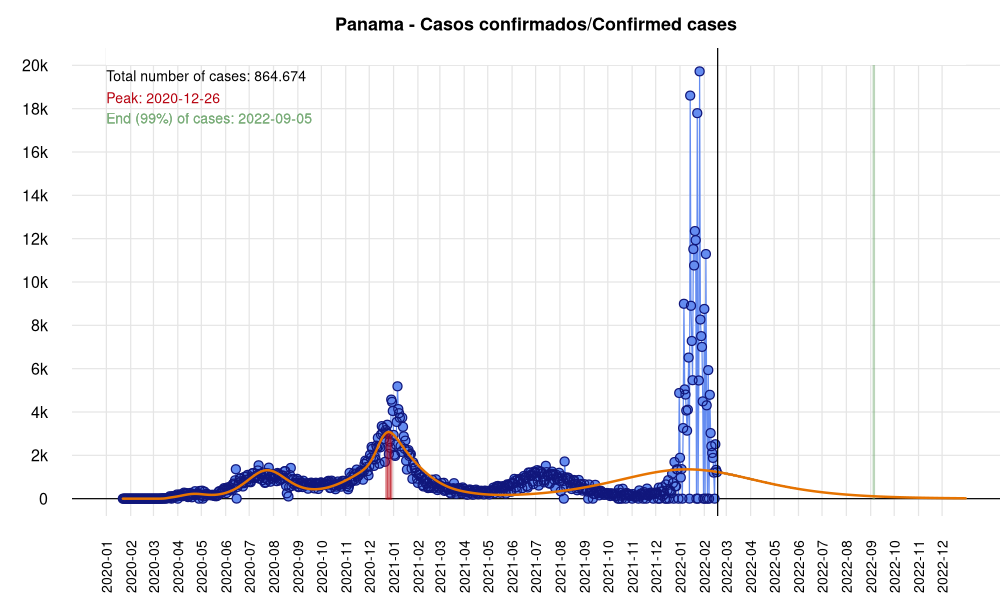 Panama - Casos confirmados/Confirmed cases
20k
18k
16k
14k
12k
10k
8k
6k
4k
2k
0
Total number of cases: 864.674
Peak: 2020-12-26
End (99%) of cases: 2022-09-05
2020-01
2020-02
2020-03
2020-04
2020-05
2020-06
2020-07
2020-08
2020-09
2020-10
2020-11
2020-12
2021-01
2021-02
2021-03
2021-04
2021-05
2021-06
2021-07
2021-08
2021-09
2021-10
2021-11
2021-12
2022-01
2022-02
2022-03
2022-04
2022-05
2022-06
2022-07
2022-08
2022-09
2022-10
2022-11
2022-12